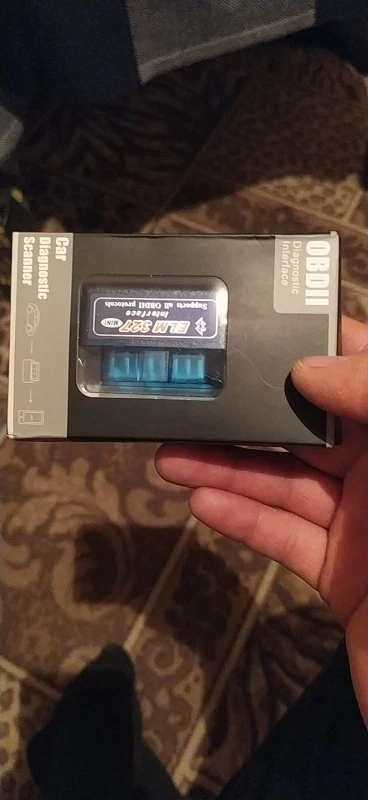 OBDII
Diagnostic
Interface
ELM 327
MINI
Interface
Supports all OBDII protocols
Car
Diagnostic
Scanner